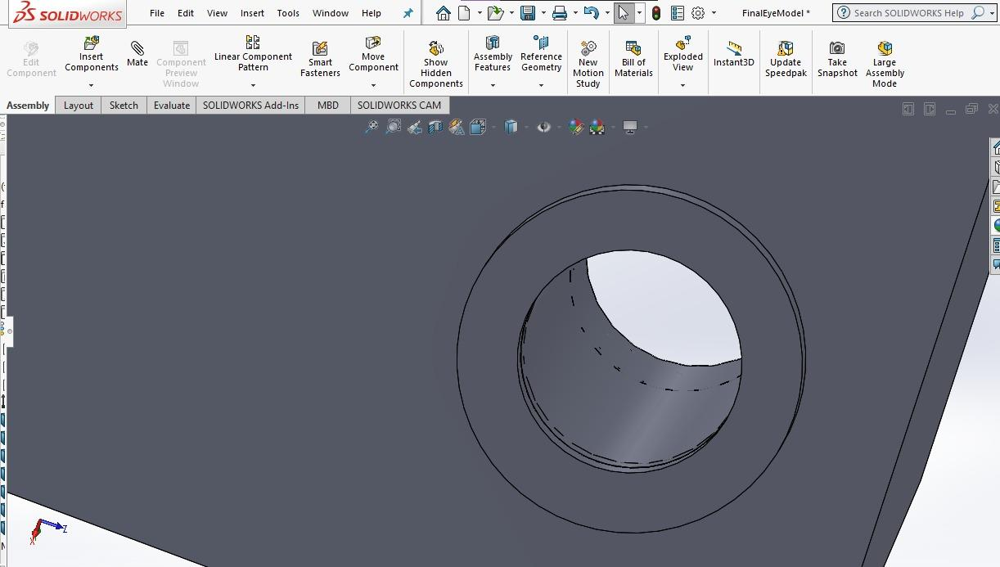 SOLIDWORKS File Edit View Insert Tools Window Help FinalEyeModel * Search SOLIDWORKS Help
Edit Component
Insert Components
Mate
Component Preview Window
Linear Component Pattern
Smart Fasteners
Move Component
Show Hidden Components
Assembly Features
Reference Geometry
New Motion Study
Bill of Materials
Exploded View
Instant3D
Update Speedpak
Take Snapshot
Large Assembly Mode
Assembly Layout Sketch Evaluate SOLIDWORKS Add-Ins MBD SOLIDWORKS CAM
Z
X